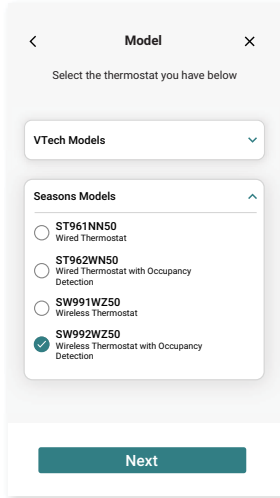 Model
Select the thermostat you have below
VTech Models
Seasons Models
ST961NN50
Wired Thermostat
ST962WN50
Wired Thermostat with Occupancy
Detection
SW991WZ50
Wireless Thermostat
SW992WZ50
Wireless Thermostat with Occupancy
Detection
Next